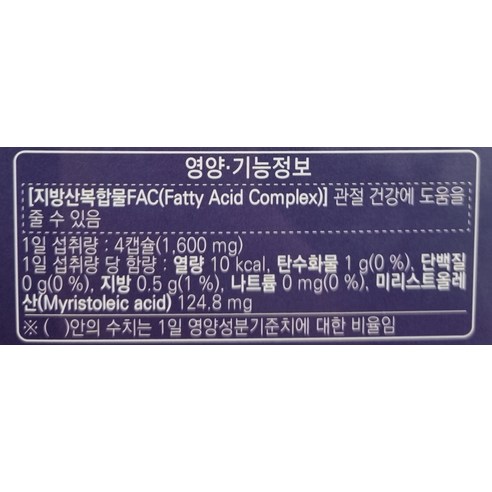 영양·기능정보
[지방산복합물FAC(Fatty Acid Complex)] 관절 건강에 도움을
줄 수 있음
1일 섭취량 : 4캡슐(1,600 mg)
1일 섭취량 당 함량 : 열량 10 kcal, 탄수화물 1 g(0 %), 단백질
0 g(0 %), 지방 0.5 g(1 %), 나트륨 0 mg(0 %), 미리스트올레
산(Myristoleic acid) 124.8 mg
※ (   )안의 수치는 1일 영양성분기준치에 대한 비율임